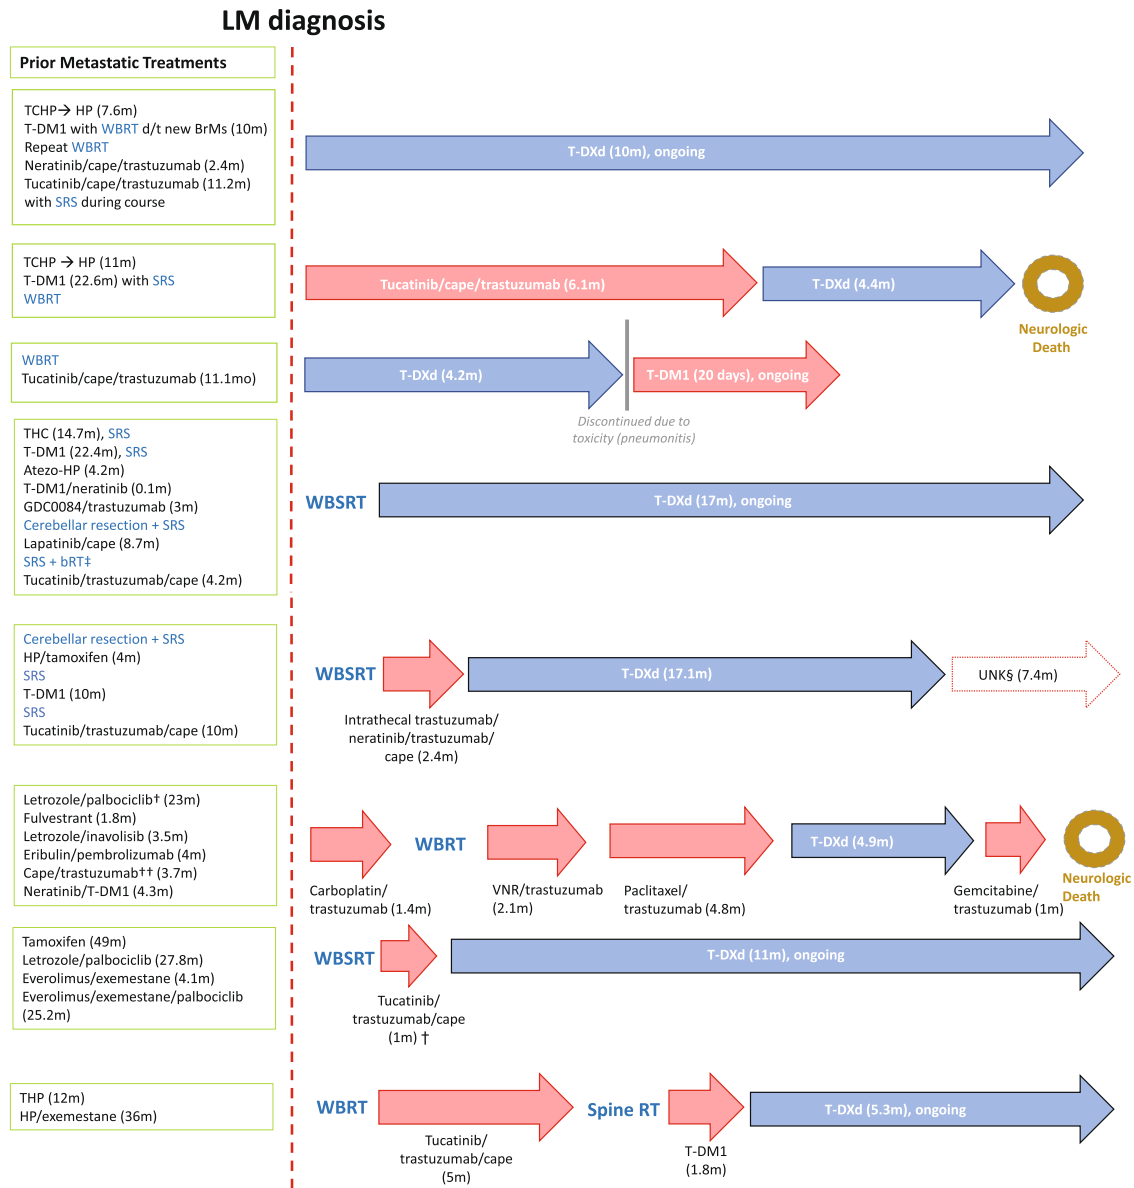 LM diagnosis
Prior Metastatic Treatments
TCHP→ HP (7.6m)
T-DM1 with WBRT d/t new BrMs (10m)
Repeat WBRT
Neratinib/cape/trastuzumab (2.4m)
Tucatinib/cape/trastuzumab (11.2m)
with SRS during course
T-DXd (10m), ongoing
TCHP → HP (11m)
T-DM1 (22.6m) with SRS
WBRT
Tucatinib/cape/trastuzumab (6.1m)
T-DXd (4.4m)
Neurologic
Death
WBRT
Tucatinib/cape/trastuzumab (11.1mo)
T-DXd (4.2m)
T-DM1 (20 days), ongoing
Discontinued due to
toxicity (pneumonitis)
THC (14.7m), SRS
T-DM1 (22.4m), SRS
Atezo-HP (4.2m)
T-DM1/neratinib (0.1m)
GDC0084/trastuzumab (3m)
Cerebellar resection + SRS
Lapatinib/cape (8.7m)
SRS + bRT‡
Tucatinib/trastuzumab/cape (4.2m)
WBSRT
T-DXd (17m), ongoing
Cerebellar resection + SRS
HP/tamoxifen (4m)
SRS
T-DM1 (10m)
SRS
Tucatinib/trastuzumab/cape (10m)
WBSRT
Intrathecal trastuzumab/
neratinib/trastuzumab/
cape (2.4m)
T-DXd (17.1m)
UNK§ (7.4m)
Letrozole/palbociclib† (23m)
Fulvestrant (1.8m)
Letrozole/inavolisib (3.5m)
Eribulin/pembrolizumab (4m)
Cape/trastuzumab†† (3.7m)
Neratinib/T-DM1 (4.3m)
Carboplatin/
trastuzumab (1.4m)
WBRT
VNR/trastuzumab
(2.1m)
Paclitaxel/
trastuzumab (4.8m)
T-DXd (4.9m)
Gemcitabine/
trastuzumab (1m)
Neurologic
Death
Tamoxifen (49m)
Letrozole/palbociclib (27.8m)
Everolimus/exemestane (4.1m)
Everolimus/exemestane/palbociclib
(25.2m)
WBSRT
Tucatinib/
trastuzumab/cape
(1m) †
T-DXd (11m), ongoing
THP (12m)
HP/exemestane (36m)
WBRT
Tucatinib/
trastuzumab/cape
(5m)
Spine RT
T-DM1
(1.8m)
T-DXd (5.3m), ongoing